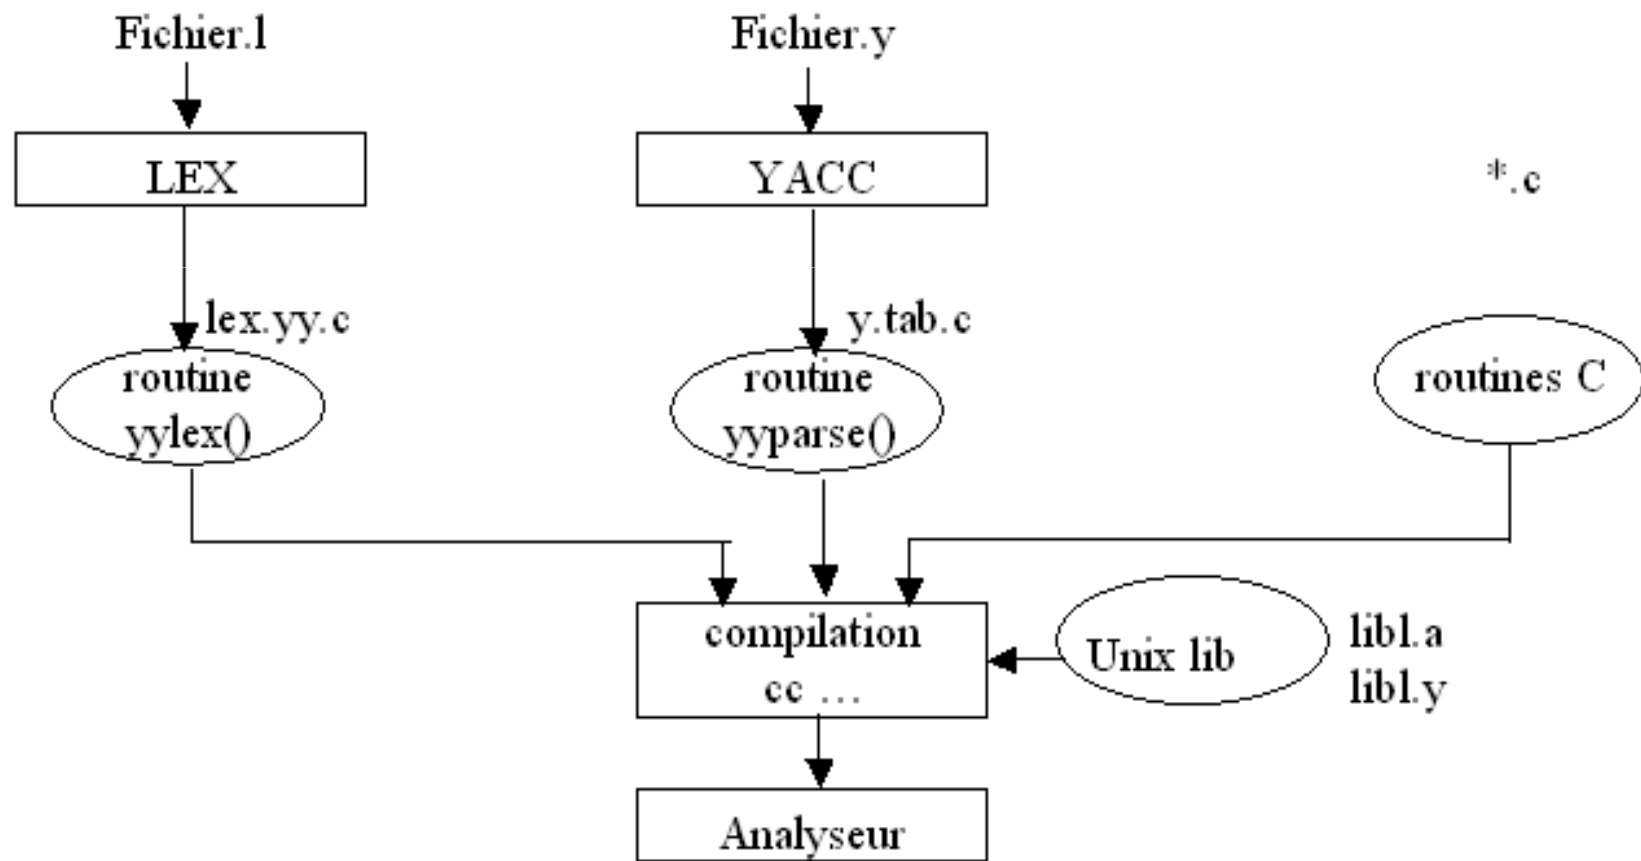 Fichier.l
Fichier.y
LEX
YACC
*.c
lex.yy.c
y.tab.c
routine
yylex()
routine
yyparse()
routines C
compilation
cc ...
Unix lib
libl.a
libl.y
Analyseur